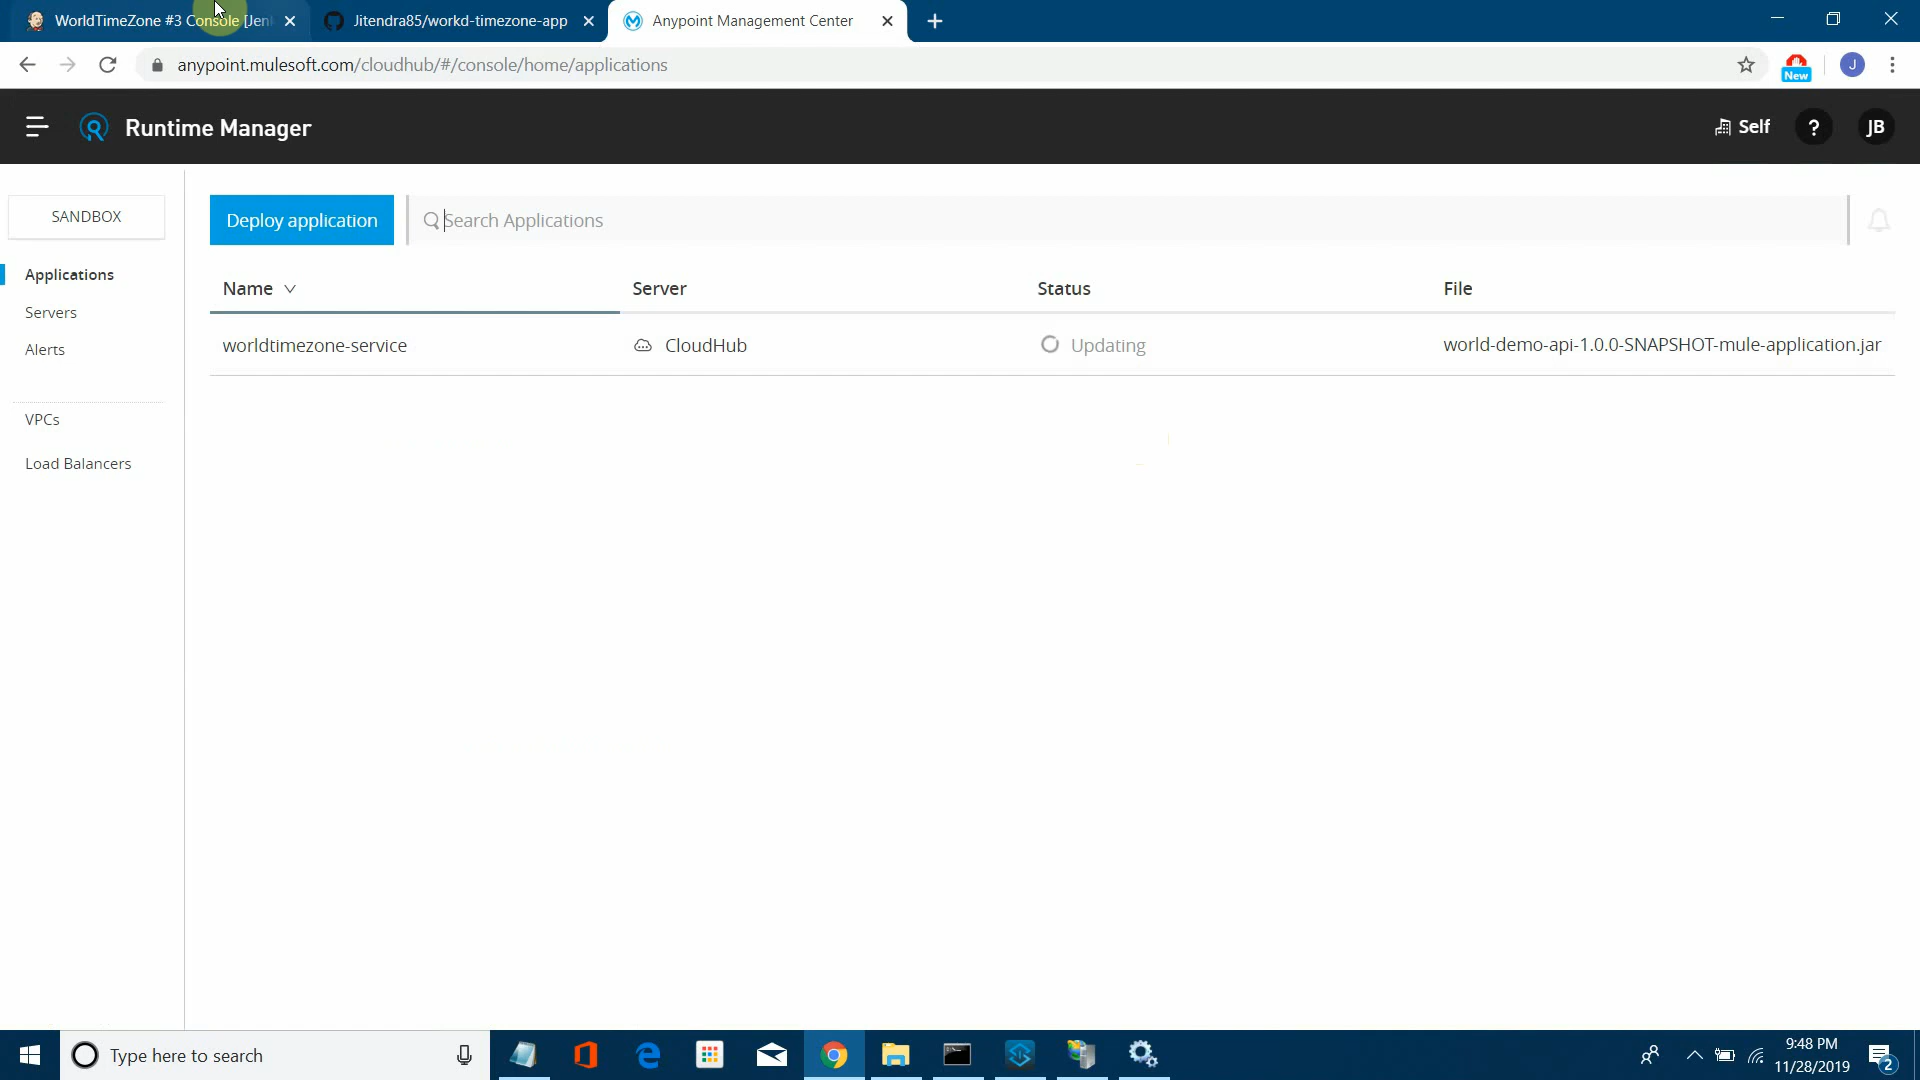 WorldTimeZone #3 Console [Jen
Jitendra85/workd-timezone-app
Anypoint Management Center
anypoint.mulesoft.com/cloudhub/#/console/home/applications
New
J
Runtime Manager
Self
?
JB
SANDBOX
Deploy application
Search Applications
Applications
Servers
Alerts
VPCs
Load Balancers
Name
Server
Status
File
worldtimezone-service
CloudHub
Updating
world-demo-api-1.0.0-SNAPSHOT-mule-application.jar
Type here to search
9:48 PM
11/28/2019
2